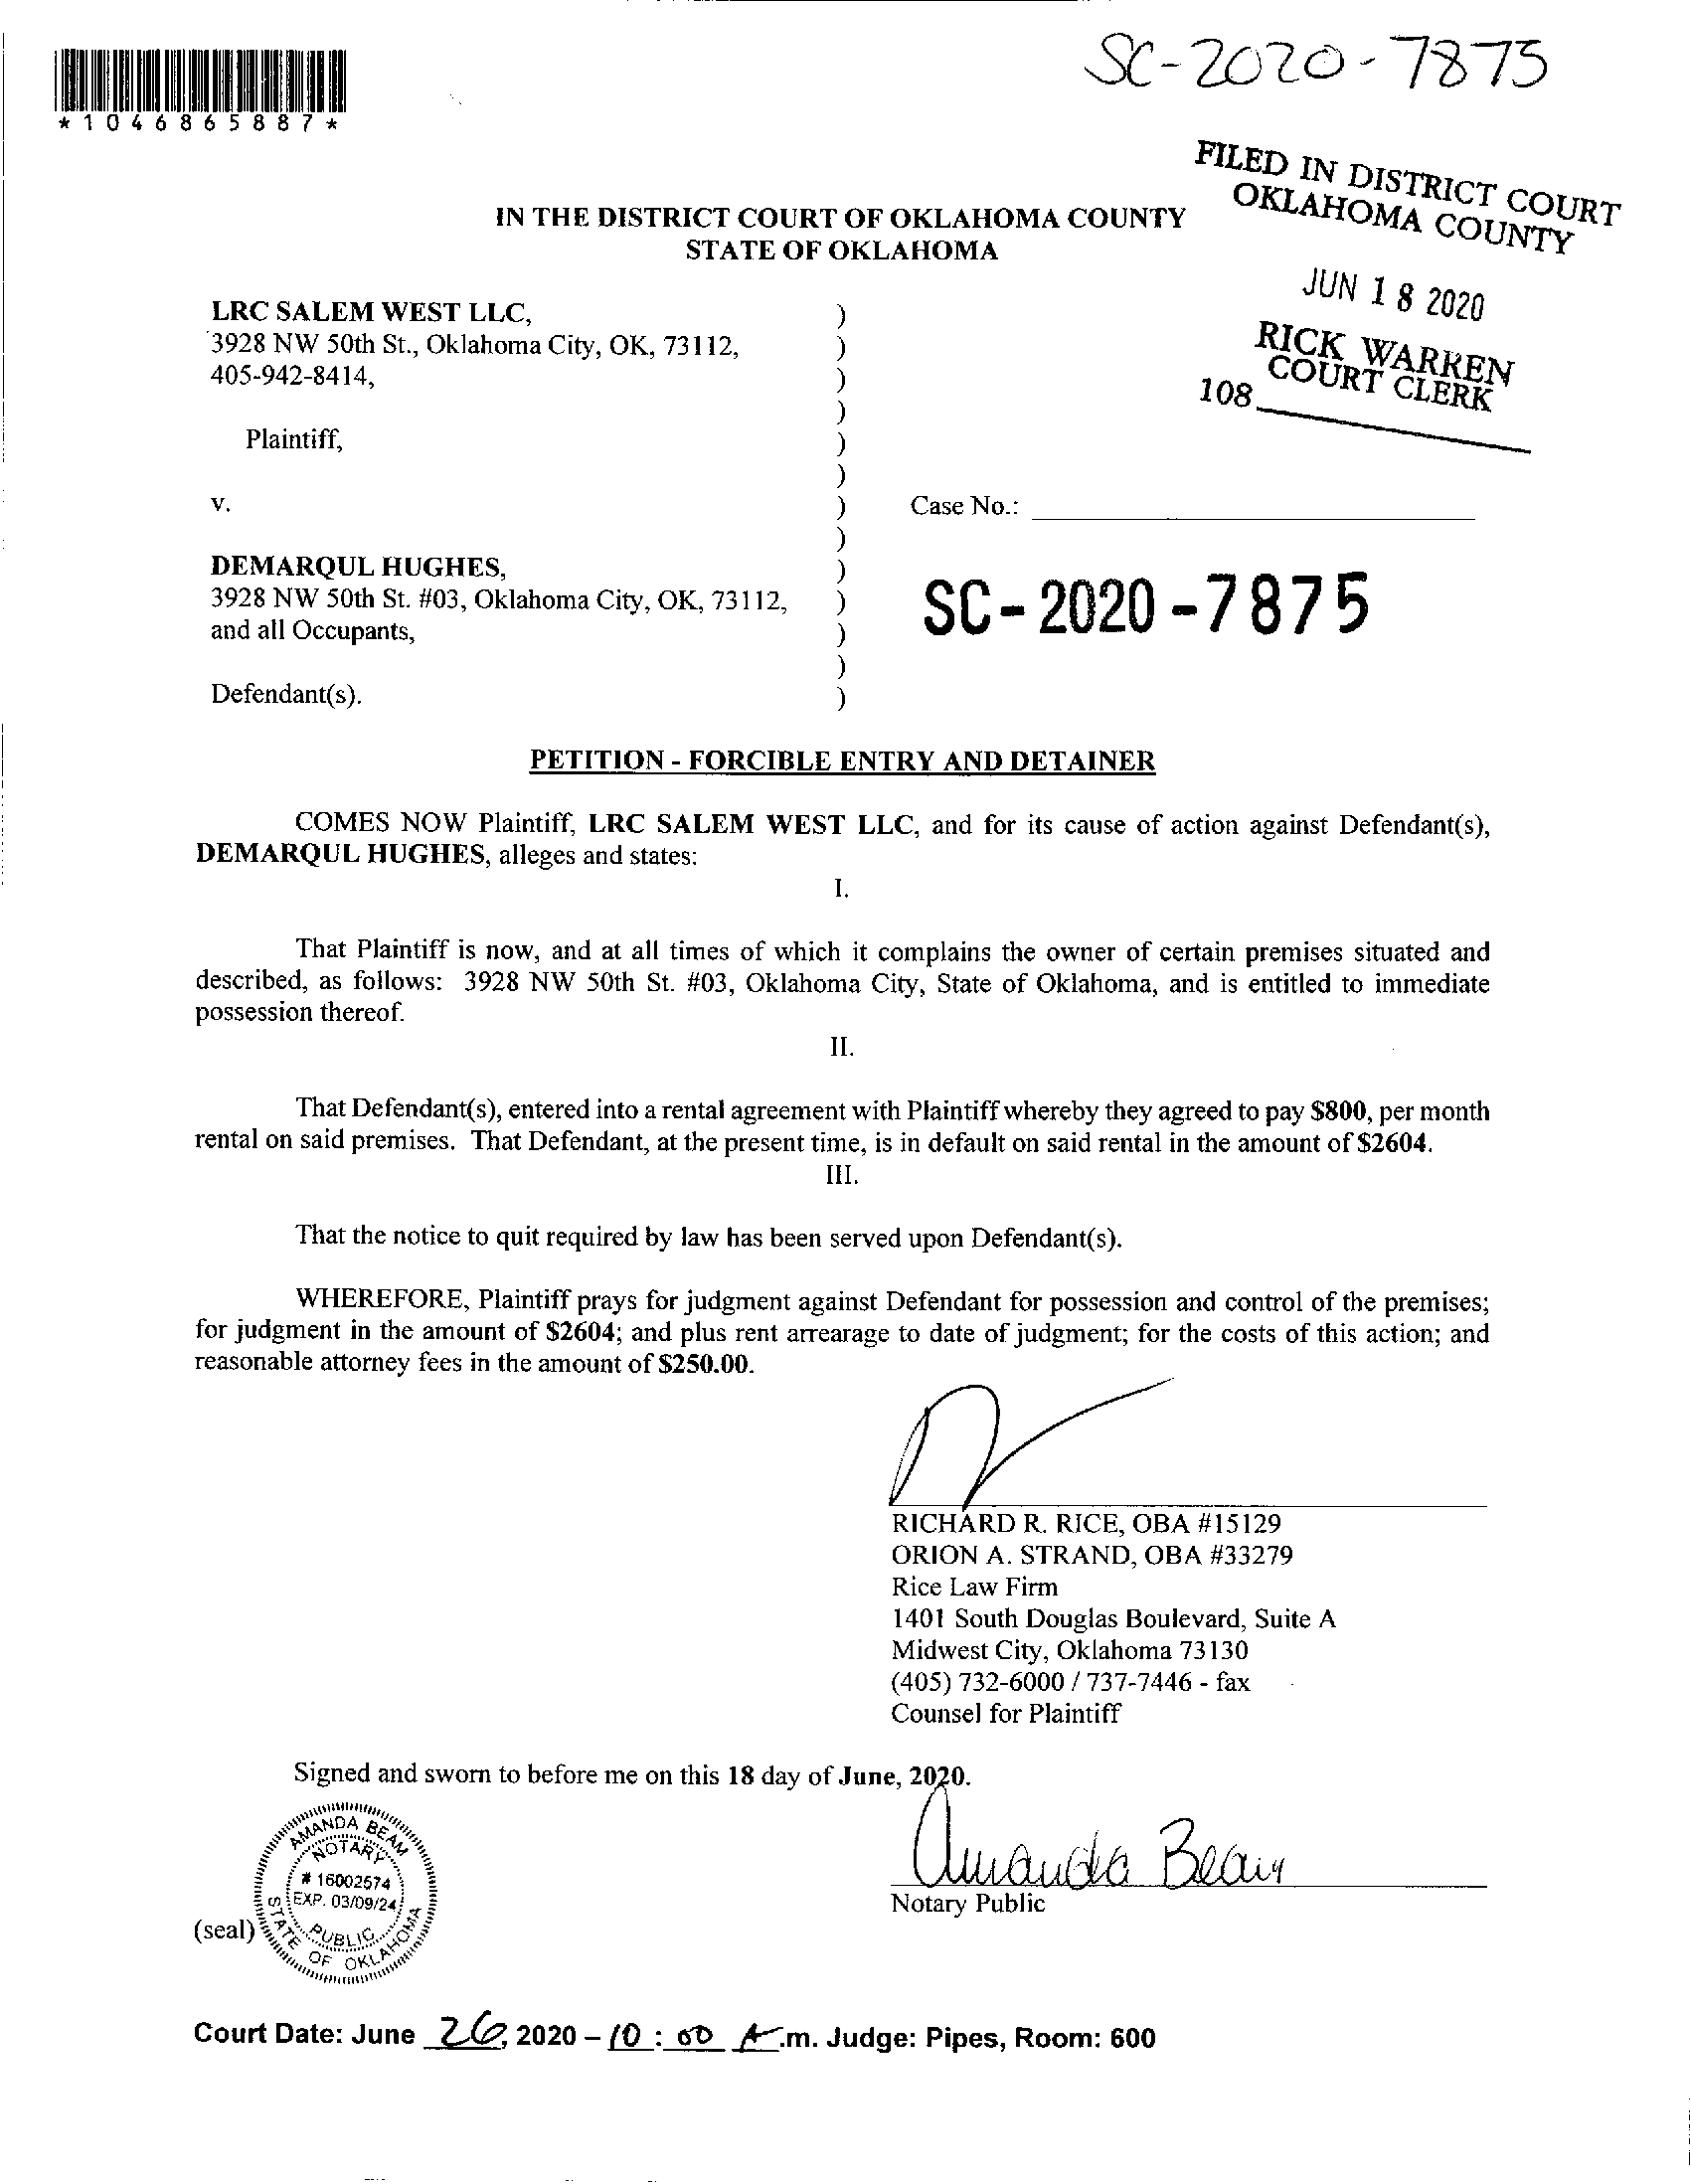 SC-2020-7875
*1046865887*
FILED IN DISTRICT COURT
OKLAHOMA COUNTY
JUN 18 2020
RICK WARREN
COURT CLERK
108
IN THE DISTRICT COURT OF OKLAHOMA COUNTY
STATE OF OKLAHOMA
LRC SALEM WEST LLC, )
3928 NW 50th St., Oklahoma City, OK, 73112, )
405-942-8414, )
)
Plaintiff, )
)
v. ) Case No.:
)
DEMARQUL HUGHES, )
3928 NW 50th St. #03, Oklahoma City, OK, 73112, ) SC-2020-7875
and all Occupants, )
)
Defendant(s). )
PETITION - FORCIBLE ENTRY AND DETAINER
COMES NOW Plaintiff, LRC SALEM WEST LLC, and for its cause of action against Defendant(s),
DEMARQUL HUGHES, alleges and states:
I.
That Plaintiff is now, and at all times of which it complains the owner of certain premises situated and
described, as follows: 3928 NW 50th St. #03, Oklahoma City, State of Oklahoma, and is entitled to immediate
possession thereof.
II.
That Defendant(s), entered into a rental agreement with Plaintiff whereby they agreed to pay $800, per month
rental on said premises. That Defendant, at the present time, is in default on said rental in the amount of $2604.
III.
That the notice to quit required by law has been served upon Defendant(s).
WHEREFORE, Plaintiff prays for judgment against Defendant for possession and control of the premises;
for judgment in the amount of $2604; and plus rent arrearage to date of judgment; for the costs of this action; and
reasonable attorney fees in the amount of $250.00.
RICHARD R. RICE, OBA #15129
ORION A. STRAND, OBA #33279
Rice Law Firm
1401 South Douglas Boulevard, Suite A
Midwest City, Oklahoma 73130
(405) 732-6000 / 737-7446 - fax
Counsel for Plaintiff
Signed and sworn to before me on this 18 day of June, 2020.
Amanda Beam
Notary Public
AMANDA BEAM
NOTARY
# 16002574
EXP. 03/09/24
PUBLIC
STATE OF OKLAHOMA
(seal)
Court Date: June 26, 2020 – 10 : 00 A.m. Judge: Pipes, Room: 600